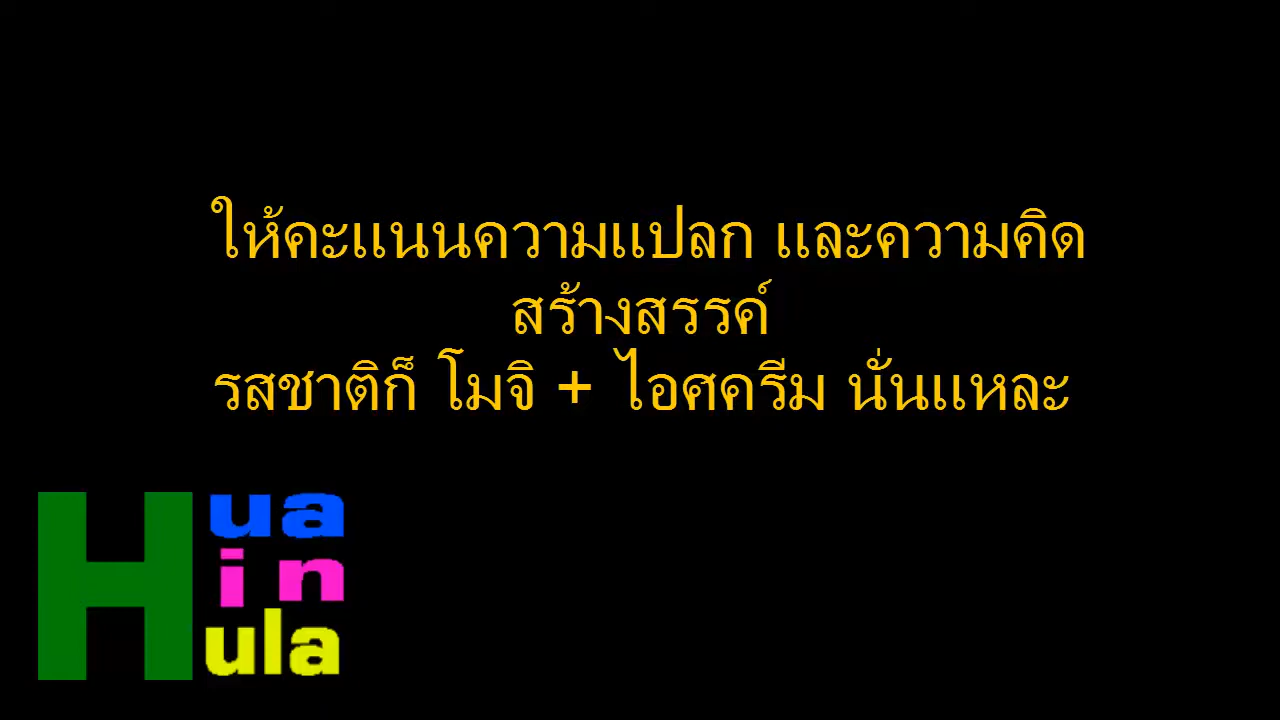 ให้คะแนนความแปลก และความคิด
สร้างสรรค์
รสชาติก็ โมจิ + ไอศครีม นั่นแหละ
Hua
in
ula